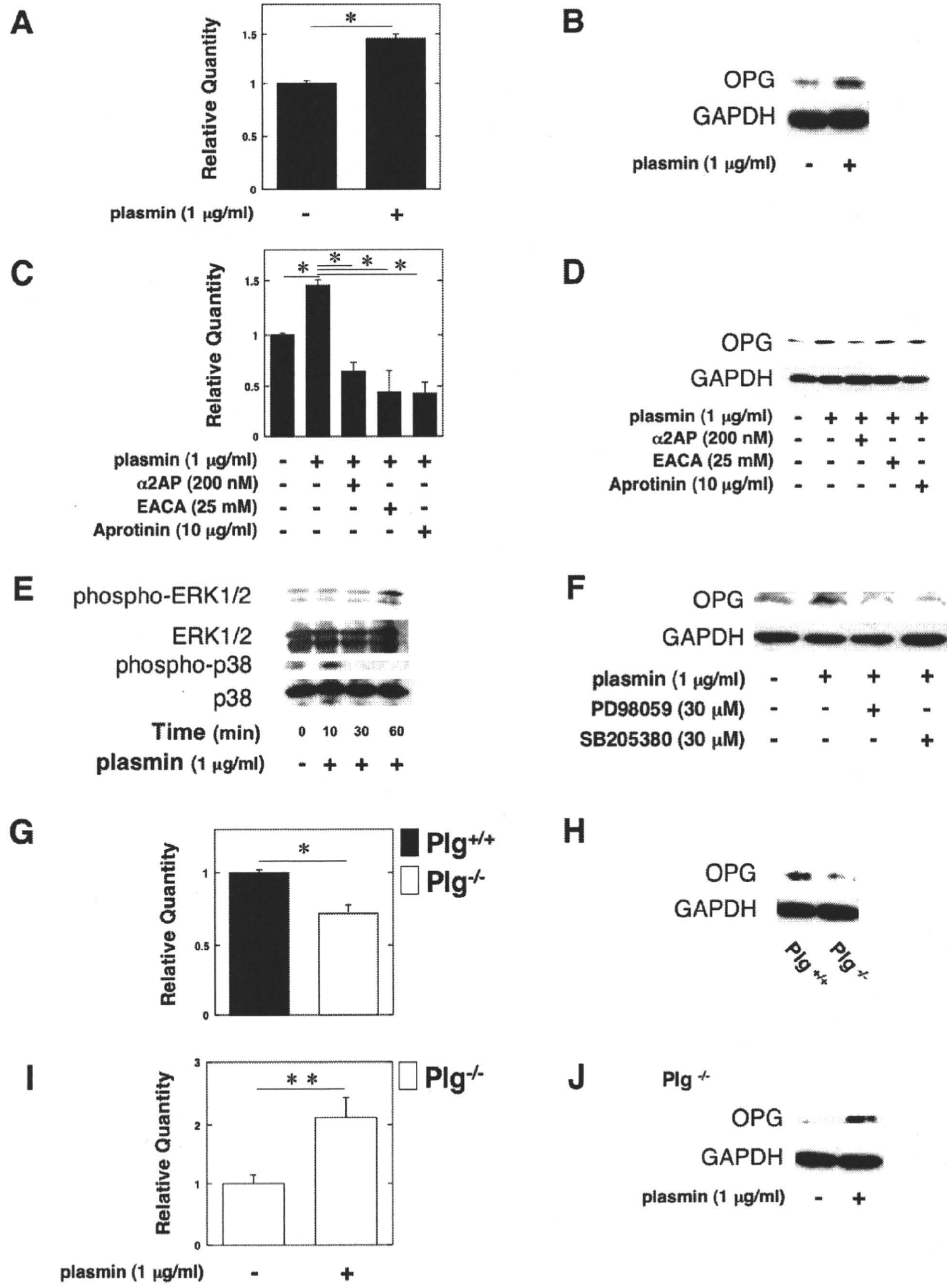 A
Relative Quantity
1.5
1
0.5
0
*
plasmin (1 μg/ml) - +
B
OPG
GAPDH
plasmin (1 μg/ml) - +
C
Relative Quantity
1.5
1
0.5
0
* * * *
plasmin (1 μg/ml) - + + + +
α2AP (200 nM) - - + - -
EACA (25 mM) - - - + -
Aprotinin (10 μg/ml) - - - - +
D
OPG
GAPDH
plasmin (1 μg/ml) - + + + +
α2AP (200 nM) - - + - -
EACA (25 mM) - - - + -
Aprotinin (10 μg/ml) - - - - +
E
phospho-ERK1/2
ERK1/2
phospho-p38
p38
Time (min) 0 10 30 60
plasmin (1 μg/ml) - + + +
F
OPG
GAPDH
plasmin (1 μg/ml) - + + +
PD98059 (30 μM) - - + -
SB205380 (30 μM) - - - +
G
Relative Quantity
1
0.5
0
*
Plg+/+
Plg-/-
H
OPG
GAPDH
Plg +/+ Plg -/-
I
Relative Quantity
3
2
1
0
* *
Plg-/-
plasmin (1 μg/ml) - +
J
Plg -/-
OPG
GAPDH
plasmin (1 μg/ml) - +